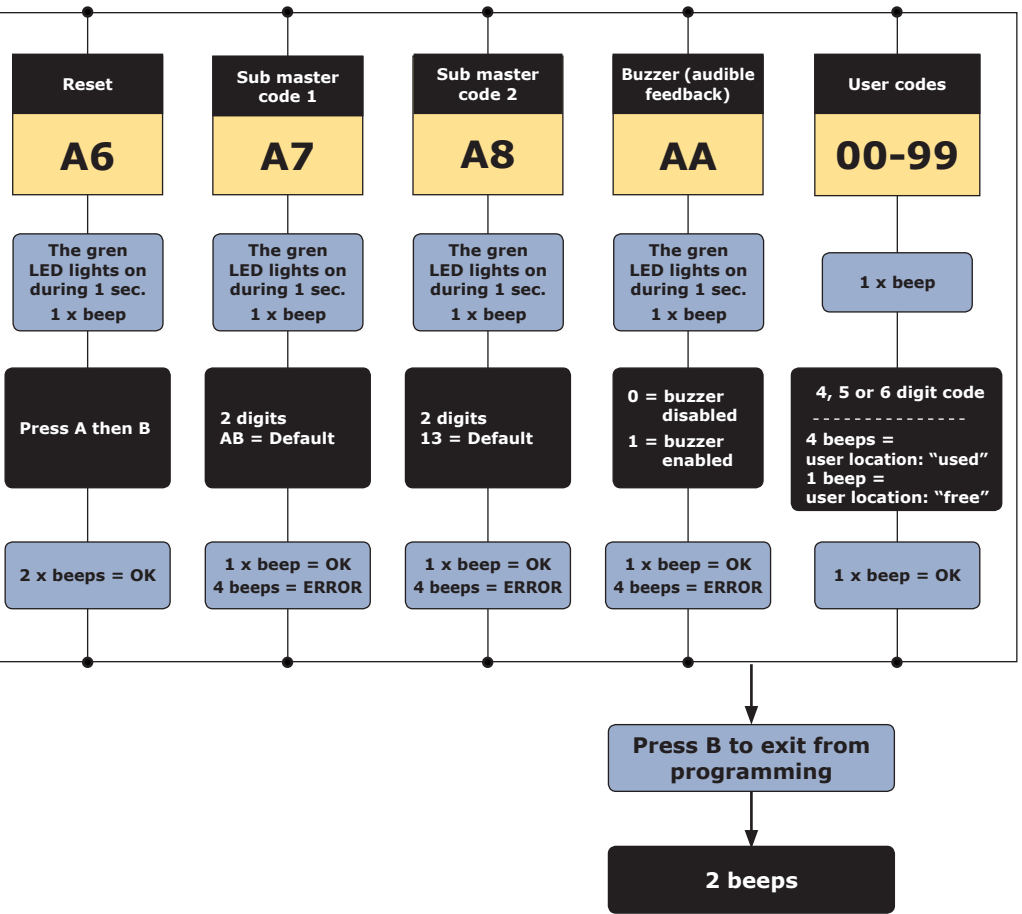 Reset
A6
The gren
LED lights on
during 1 sec.
1 x beep
Press A then B
2 x beeps = OK
Sub master
code 1
A7
The gren
LED lights on
during 1 sec.
1 x beep
2 digits
AB = Default
1 x beep = OK
4 beeps = ERROR
Sub master
code 2
A8
The gren
LED lights on
during 1 sec.
1 x beep
2 digits
13 = Default
1 x beep = OK
4 beeps = ERROR
Buzzer (audible
feedback)
AA
The gren
LED lights on
during 1 sec.
1 x beep
0 = buzzer
disabled
1 = buzzer
enabled
1 x beep = OK
4 beeps = ERROR
User codes
00-99
1 x beep
4, 5 or 6 digit code
- - - - - - - - - - - - - - -
4 beeps =
user location: “used”
1 beep =
user location: “free”
1 x beep = OK
Press B to exit from
programming
2 beeps